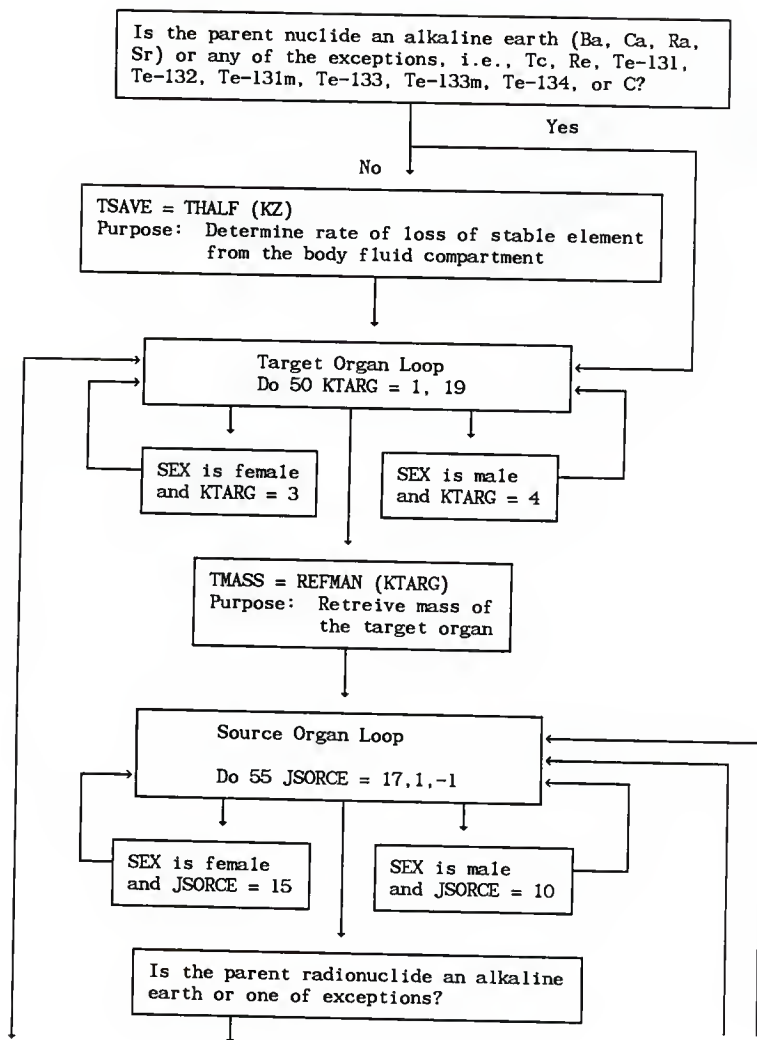 Is the parent nuclide an alkaline earth (Ba, Ca, Ra,
Sr) or any of the exceptions, i.e., Tc, Re, Te-131,
Te-132, Te-131m, Te-133, Te-133m, Te-134, or C?
Yes
No
TSAVE = THALF (KZ)
Purpose: Determine rate of loss of stable element
from the body fluid compartment
Target Organ Loop
Do 50 KTARG = 1, 19
SEX is female
and KTARG = 3
SEX is male
and KTARG = 4
TMASS = REFMAN (KTARG)
Purpose: Retreive mass of
the target organ
Source Organ Loop
Do 55 JSORCE = 17,1,-1
SEX is female
and JSORCE = 15
SEX is male
and JSORCE = 10
Is the parent radionuclide an alkaline
earth or one of exceptions?